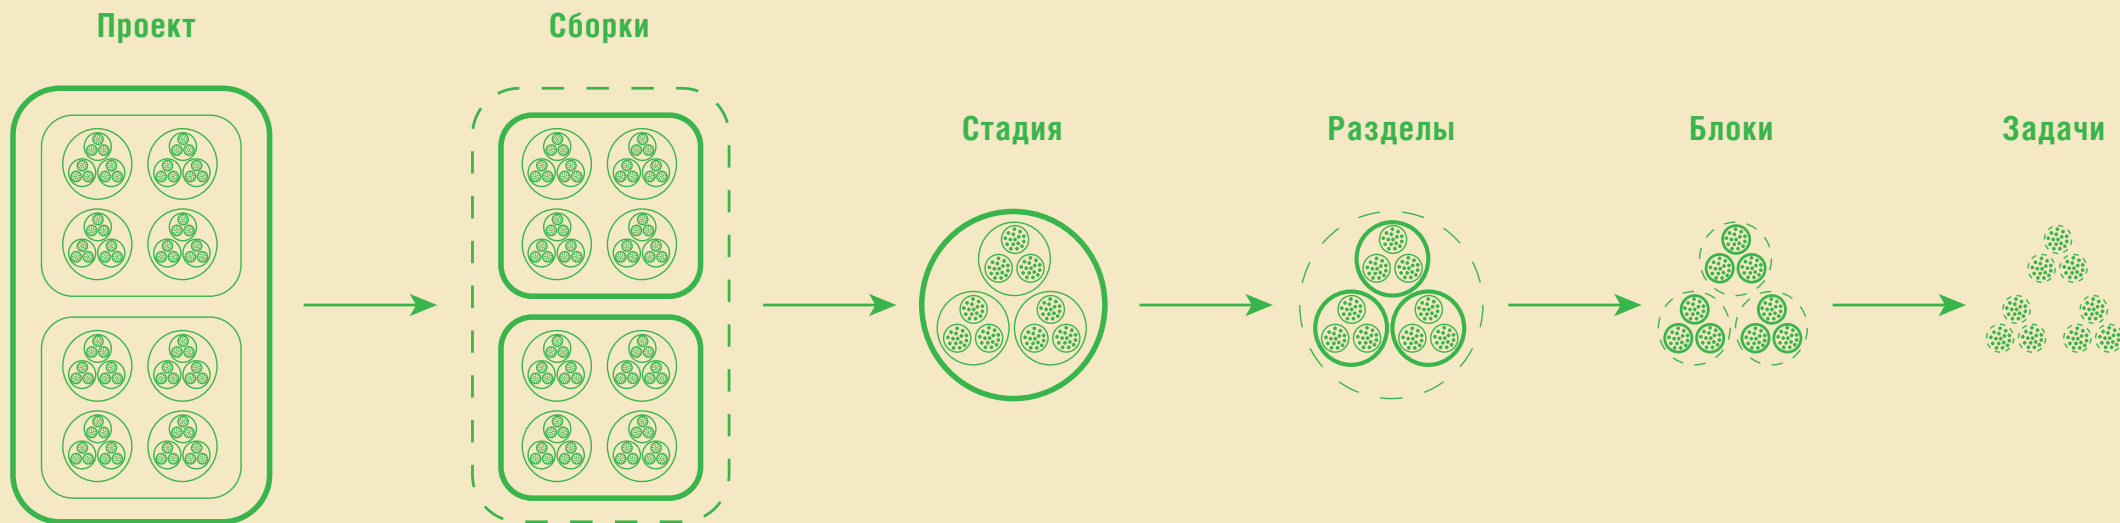 Проект
Сборки
Стадия
Разделы
Блоки
Задачи